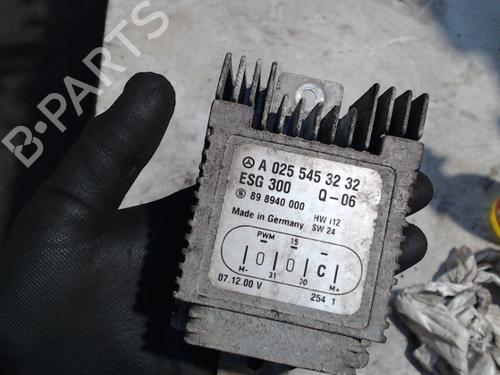 B-PARTS
A 025 545 32 32
ESG 300 Q-06
89 8940 000
HW i12
Made in Germany SW 24
PWM 15
C
M- 31 30 M+
07.12.00 V 254 1